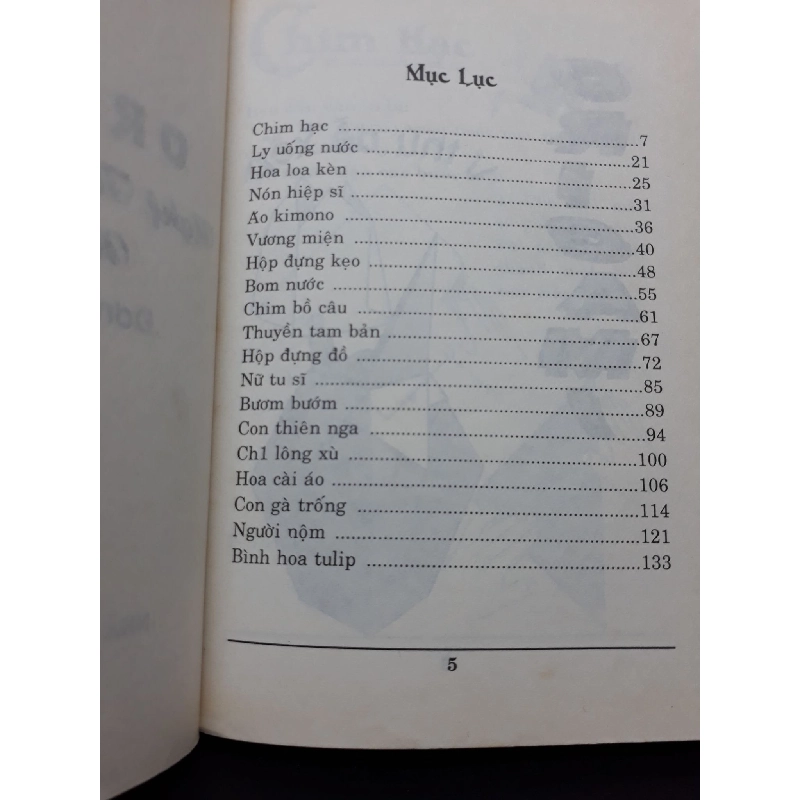 Mục Lục
Chim hạc ........................................................7
Ly uống nước ...................................................21
Hoa loa kèn .....................................................25
Nón hiệp sĩ ......................................................31
Áo kimono ......................................................36
Vương miện .....................................................40
Hộp đựng kẹo ..................................................48
Bom nước ........................................................55
Chim bồ câu .....................................................61
Thuyền tam bản ................................................67
Hộp đựng đồ ....................................................72
Nữ tu sĩ ...........................................................85
Bươm bướm .....................................................89
Con thiên nga ...................................................94
Ch1 lông xù .....................................................100
Hoa cài áo .......................................................106
Con gà trống ....................................................114
Người nộm ......................................................121
Bình hoa tulip ..................................................133
5